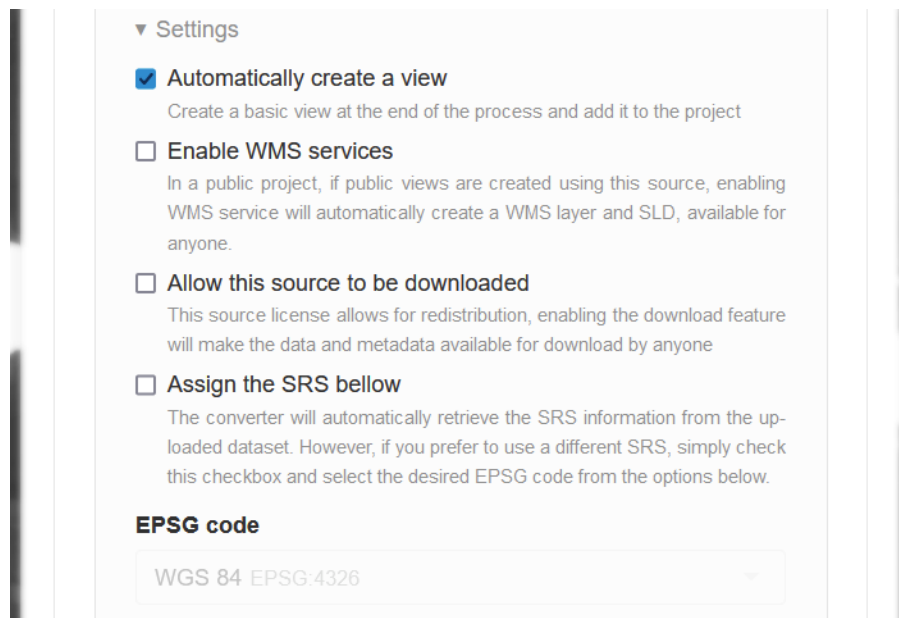 ▼ Settings
Automatically create a view
Create a basic view at the end of the process and add it to the project
Enable WMS services
In a public project, if public views are created using this source, enabling
WMS service will automatically create a WMS layer and SLD, available for
anyone.
Allow this source to be downloaded
This source license allows for redistribution, enabling the download feature
will make the data and metadata available for download by anyone
Assign the SRS bellow
The converter will automatically retrieve the SRS information from the up-
loaded dataset. However, if you prefer to use a different SRS, simply check
this checkbox and select the desired EPSG code from the options below.
EPSG code
WGS 84 EPSG:4326